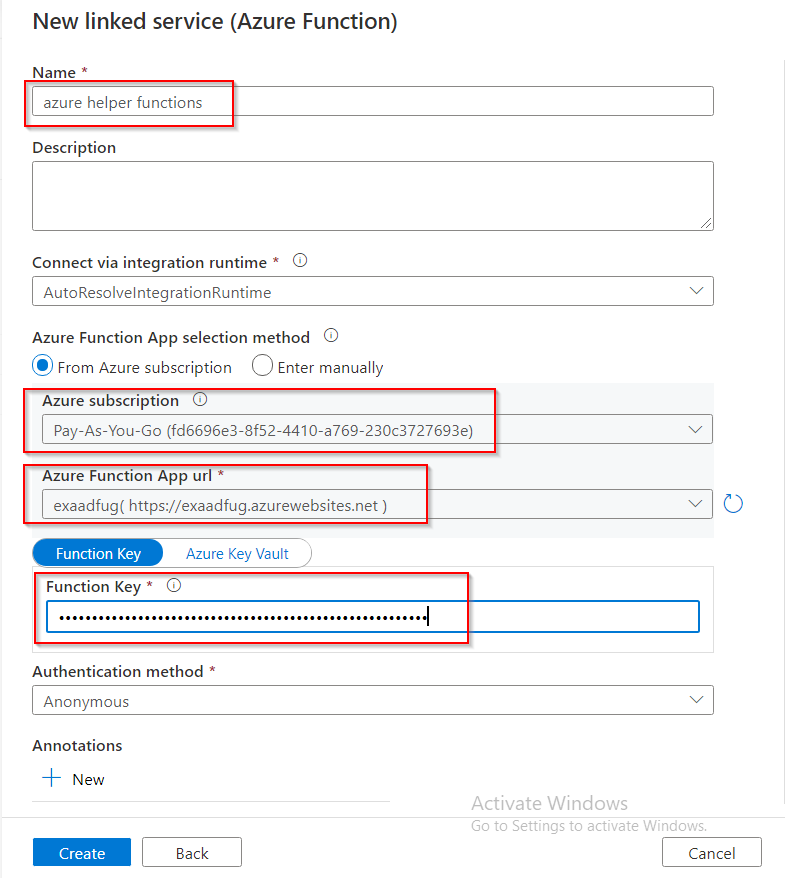 New linked service (Azure Function)
Name *
azure helper functions
Description
Connect via integration runtime *
AutoResolveIntegrationRuntime
Azure Function App selection method
From Azure subscription Enter manually
Azure subscription
Pay-As-You-Go (fd6696e3-8f52-4410-a769-230c3727693e)
Azure Function App url *
exaadfug( https://exaadfug.azurewebsites.net )
Function Key Azure Key Vault
Function Key *
Authentication method *
Anonymous
Annotations
New
Activate Windows
Go to Settings to activate Windows.
Create Back Cancel